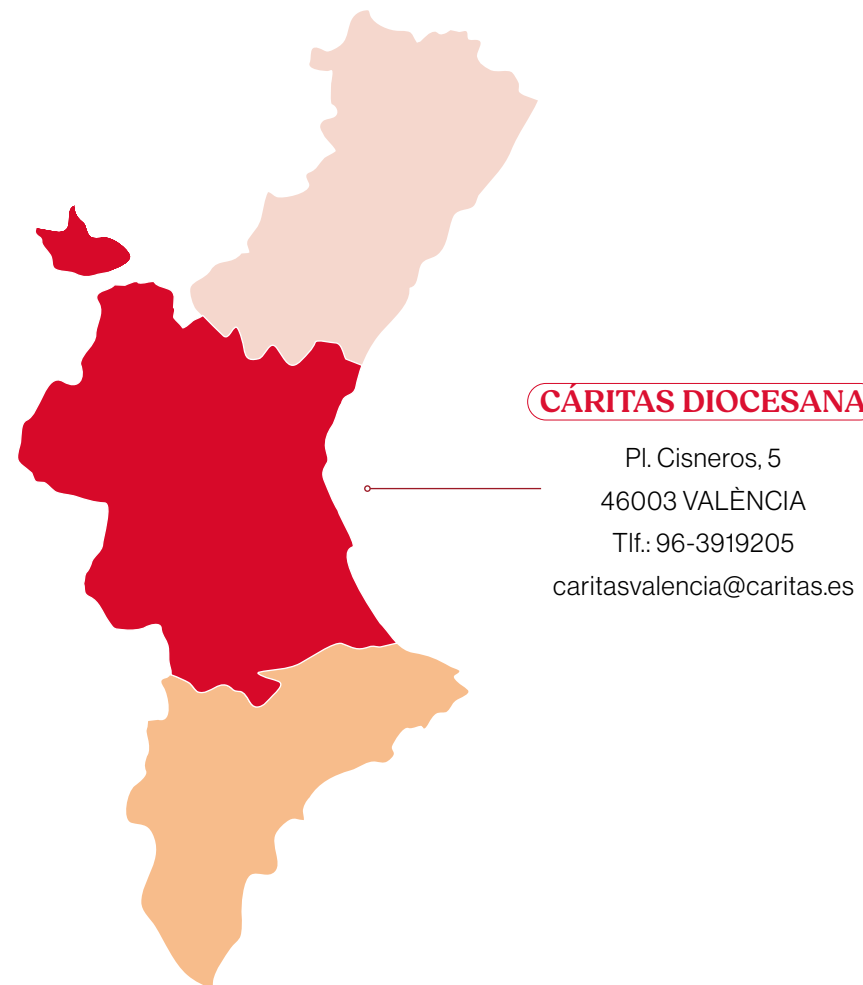 CÁRITAS DIOCESANA
Pl. Cisneros, 5
46003 VALÈNCIA
Tlf.: 96-3919205
caritasvalencia@caritas.es